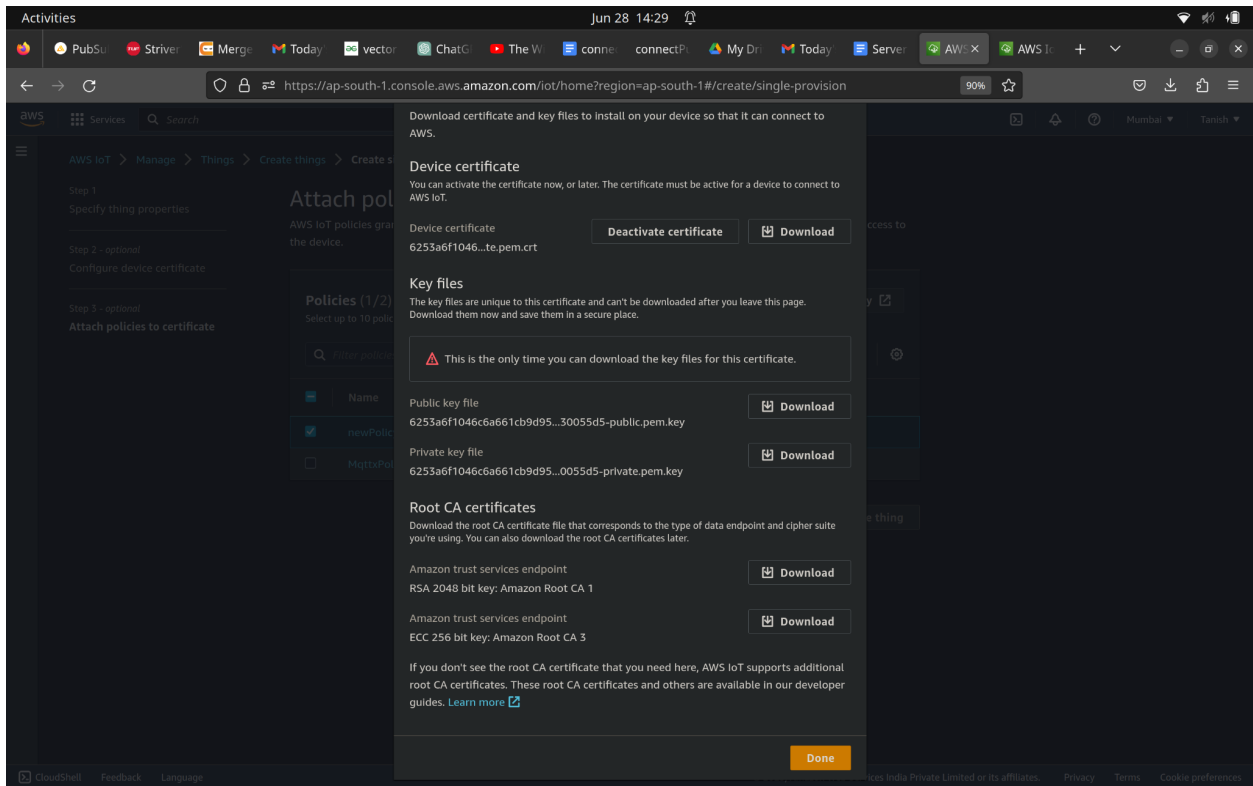 Activities
Jun 28 14:29
PubSu
Striver
Merge
Today'
vector
ChatG
The W
conne
connectPu
My Dri
Today'
Server
AWS
AWS Io
https://ap-south-1.console.aws.amazon.com/iot/home?region=ap-south-1#/create/single-provision
90%
aws
Services
Search
Mumbai
Tanish
AWS IoT
Manage
Things
Create things
Create s
Step 1
Specify thing properties
Step 2 - optional
Configure device certificate
Step 3 - optional
Attach policies to certificate
Attach pol
AWS IoT policies gra
ccess to
the device.
Policies (1/2)
Select up to 10 polic
Name
newPolic
MqttxPol
e thing
Download certificate and key files to install on your device so that it can connect to
AWS.
Device certificate
You can activate the certificate now, or later. The certificate must be active for a device to connect to
AWS IoT.
Device certificate
6253a6f1046...te.pem.crt
Deactivate certificate
Download
Key files
The key files are unique to this certificate and can't be downloaded after you leave this page.
Download them now and save them in a secure place.
This is the only time you can download the key files for this certificate.
Public key file
6253a6f1046c6a661cb9d95...30055d5-public.pem.key
Download
Private key file
6253a6f1046c6a661cb9d95...0055d5-private.pem.key
Download
Root CA certificates
Download the root CA certificate file that corresponds to the type of data endpoint and cipher suite
you're using. You can also download the root CA certificates later.
Amazon trust services endpoint
RSA 2048 bit key: Amazon Root CA 1
Download
Amazon trust services endpoint
ECC 256 bit key: Amazon Root CA 3
Download
If you don't see the root CA certificate that you need here, AWS IoT supports additional
root CA certificates. These root CA certificates and others are available in our developer
guides. Learn more
Done
CloudShell
Feedback
Language
ices India Private Limited or its affiliates.
Privacy
Terms
Cookie preferences